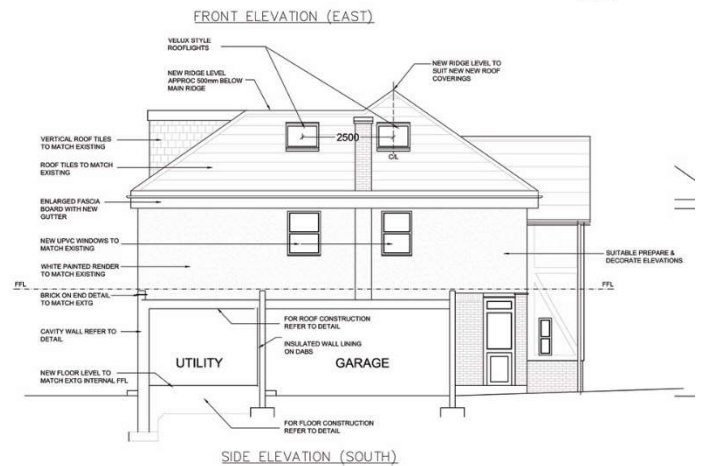 FRONT ELEVATION (EAST)
VELUX STYLE
ROOFLIGHTS
NEW RIDGE LEVEL
APPROC 500mm BELOW
MAIN RIDGE
NEW RIDGE LEVEL TO
SUIT NEW NEW ROOF
COVERINGS
2500
C/L
VERTICAL ROOF TILES
TO MATCH EXISTING
ROOF TILES TO MATCH
EXISTING
ENLARGED FASCIA
BOARD WITH NEW
GUTTER
NEW UPVC WINDOWS TO
MATCH EXISTING
SUITABLE PREPARE &
DECORATE ELEVATIONS
WHITE PAINTED RENDER
TO MATCH EXISTING
FFL
FFL
BRICK ON END DETAIL
TO MATCH EXTG
FOR ROOF CONSTRUCTION
REFER TO DETAIL
CAVITY WALL REFER TO
DETAIL
INSULATED WALL LINING
ON DABS
UTILITY
GARAGE
NEW FLOOR LEVEL TO
MATCH EXTG INTERNAL FFL
FOR FLOOR CONSTRUCTION
REFER TO DETAIL
SIDE ELEVATION (SOUTH)